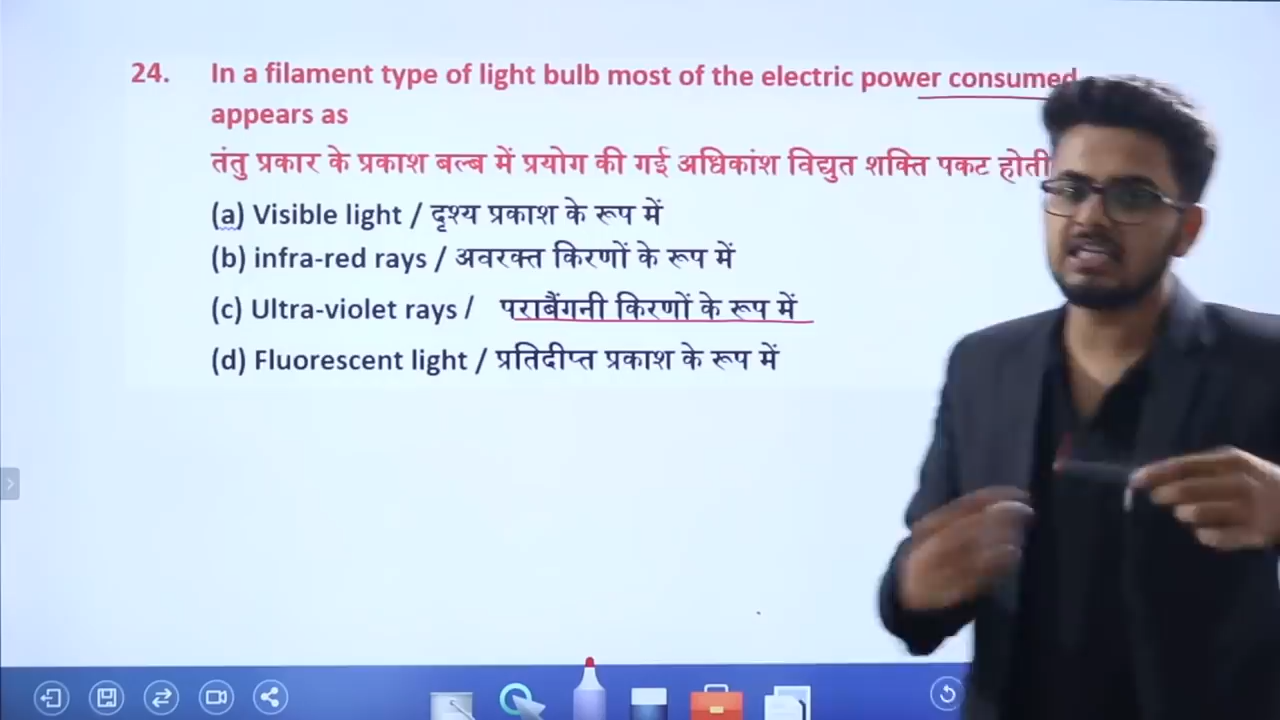 24. In a filament type of light bulb most of the electric power consumed
appears as
तंतु प्रकार के प्रकाश बल्ब में प्रयोग की गई अधिकांश विद्युत शक्ति पकट होती
(a) Visible light / दृश्य प्रकाश के रूप में
(b) infra-red rays / अवरक्त किरणों के रूप में
(c) Ultra-violet rays / पराबैंगनी किरणों के रूप में
(d) Fluorescent light / प्रतिदीप्त प्रकाश के रूप में